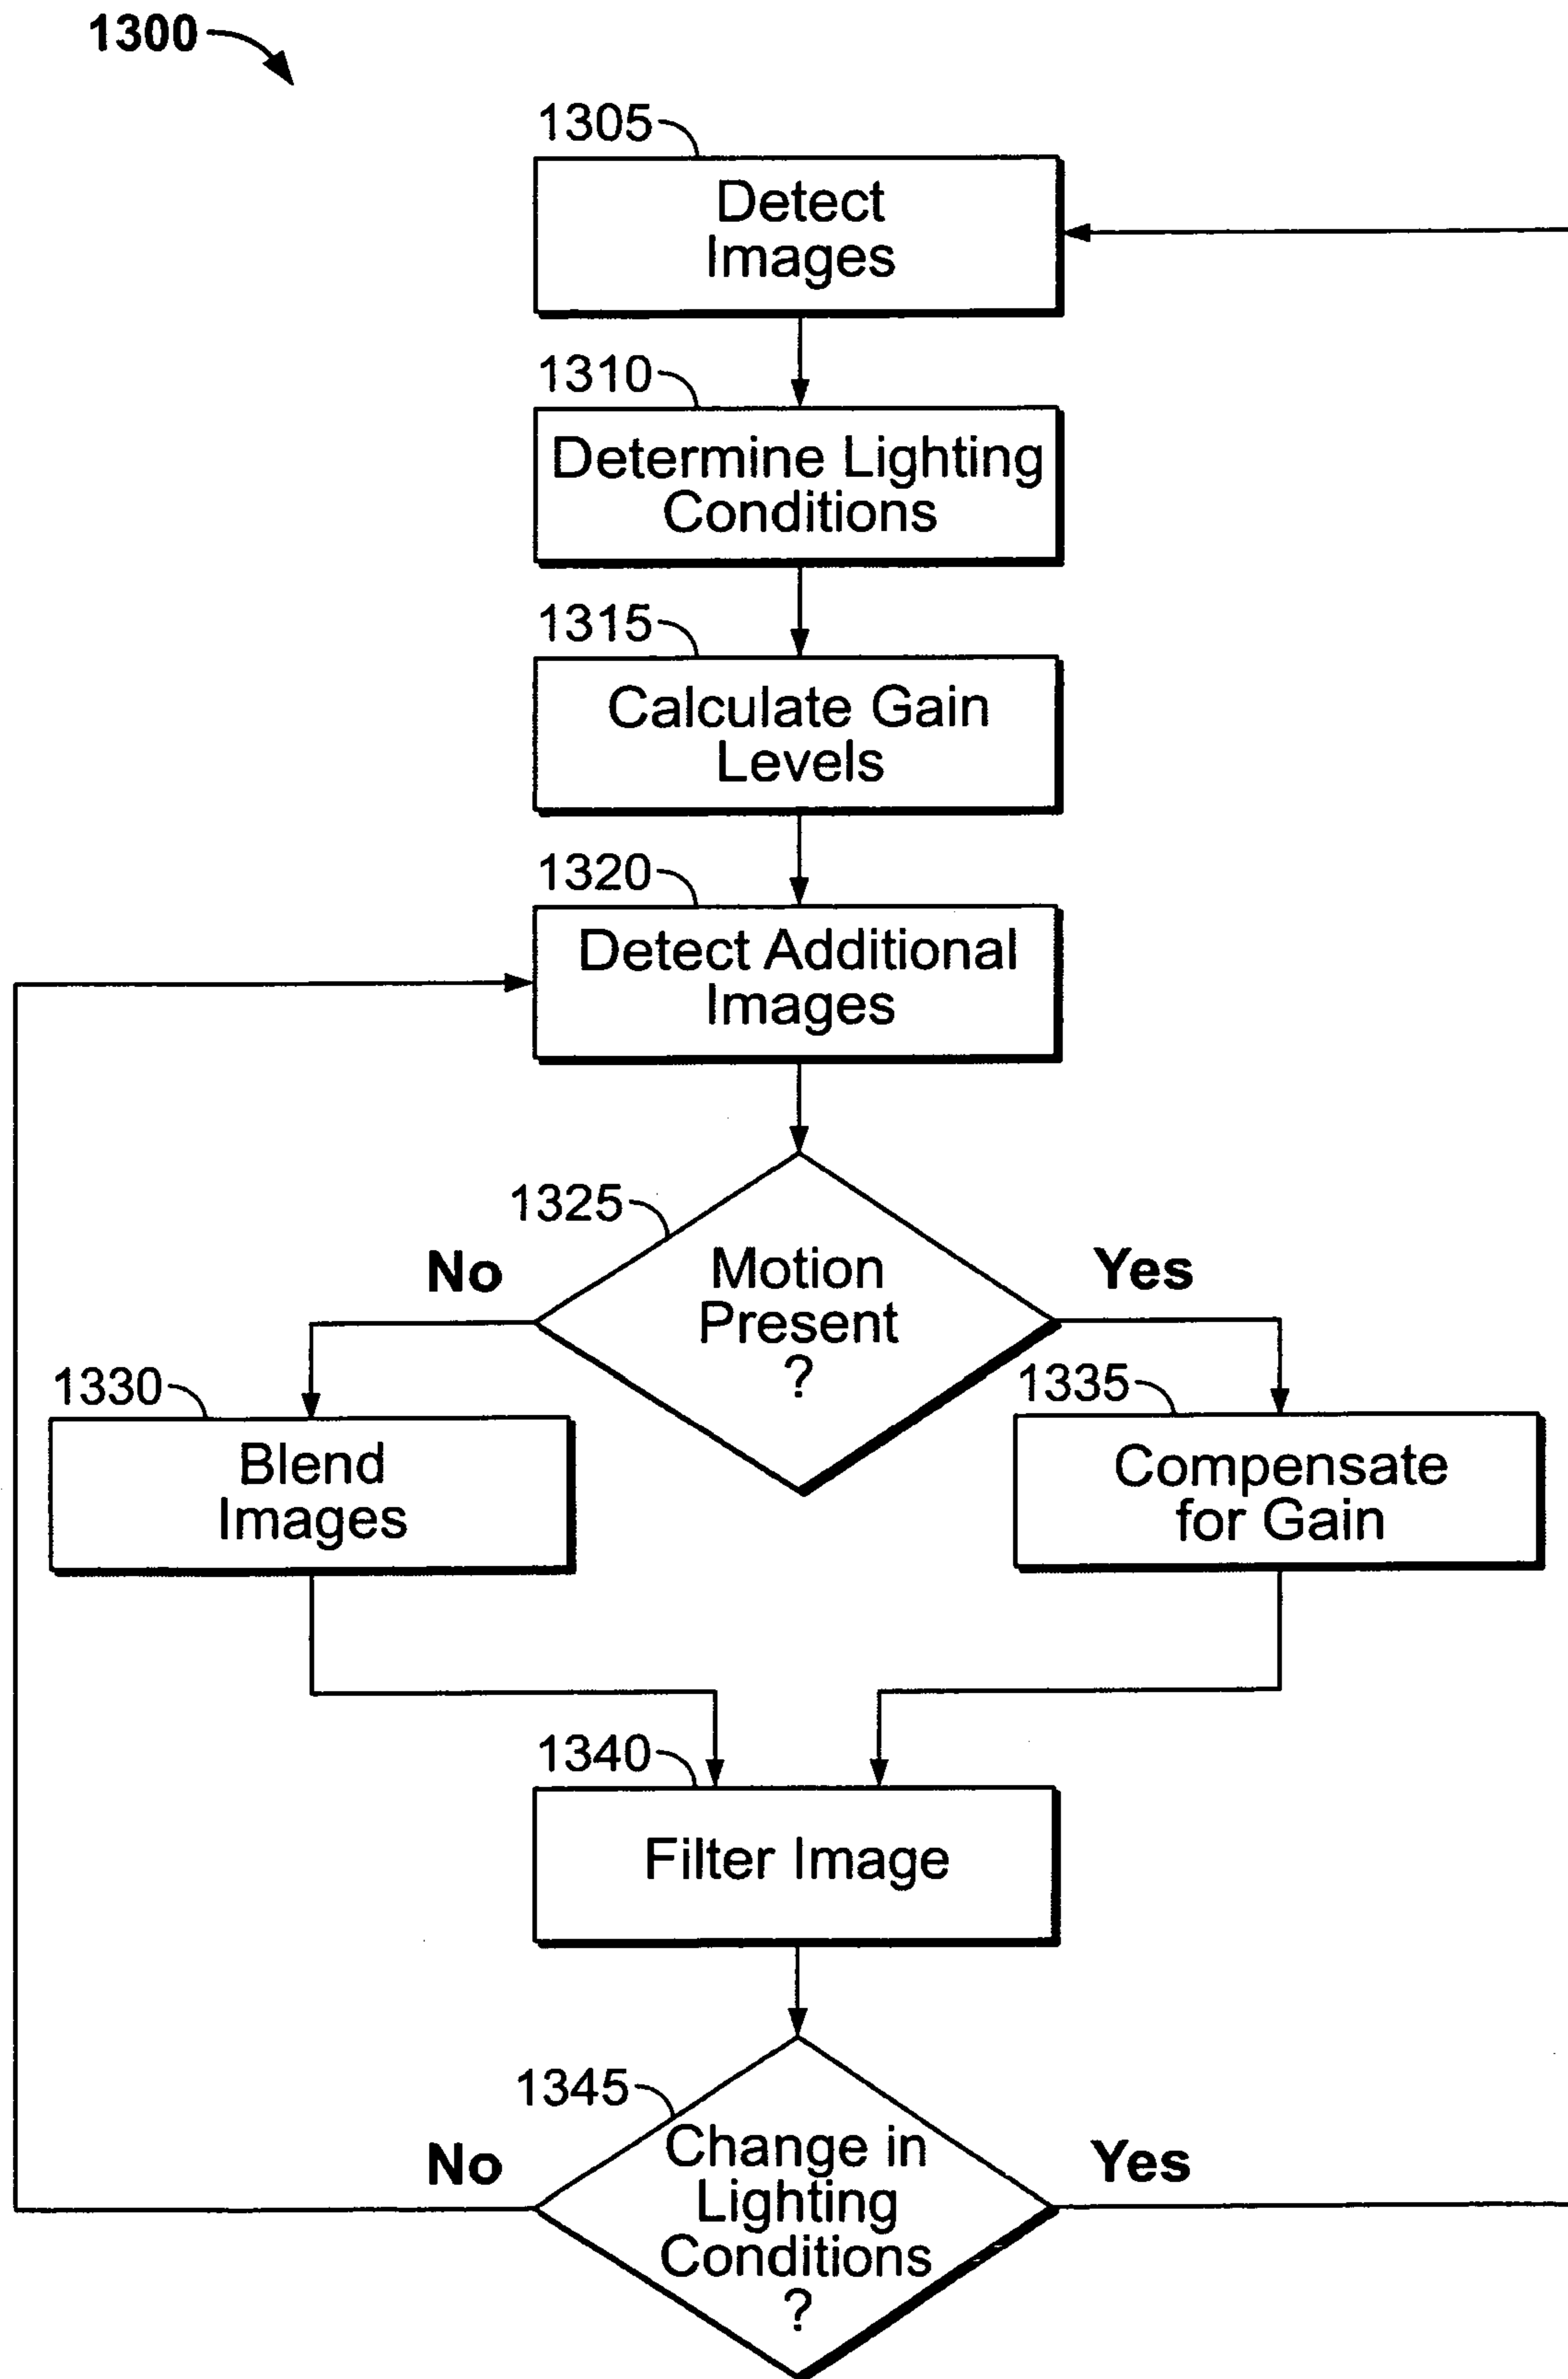 1300
1305
Detect
Images
1310
Determine Lighting
Conditions
1315
Calculate Gain
Levels
1320
Detect Additional
Images
1325
Motion
Present
?
No
Yes
1330
Blend
Images
1335
Compensate
for Gain
1340
Filter Image
1345
Change in
Lighting
Conditions
?
No
Yes